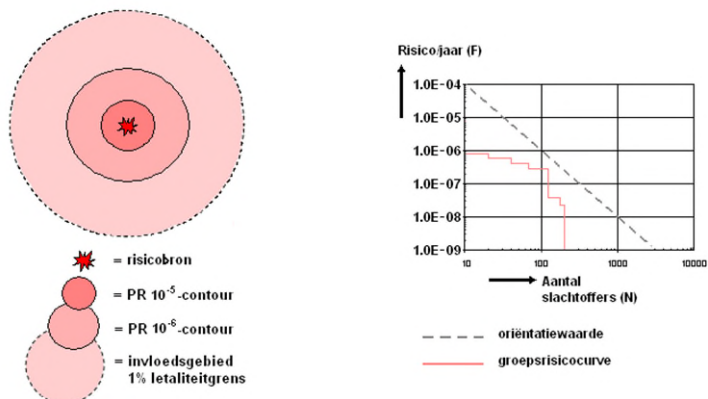 = risicobron
= PR 10-5-contour
= PR 10-6-contour
= invloedsgebied
1% letaliteitgrens
Risico/jaar (F)
1.0E-04
1.0E-05
1.0E-06
1.0E-07
1.0E-08
1.0E-09
10 100 1000 10000
Aantal
slachtoffers (N)
oriëntatiewaarde
groepsrisicocurve